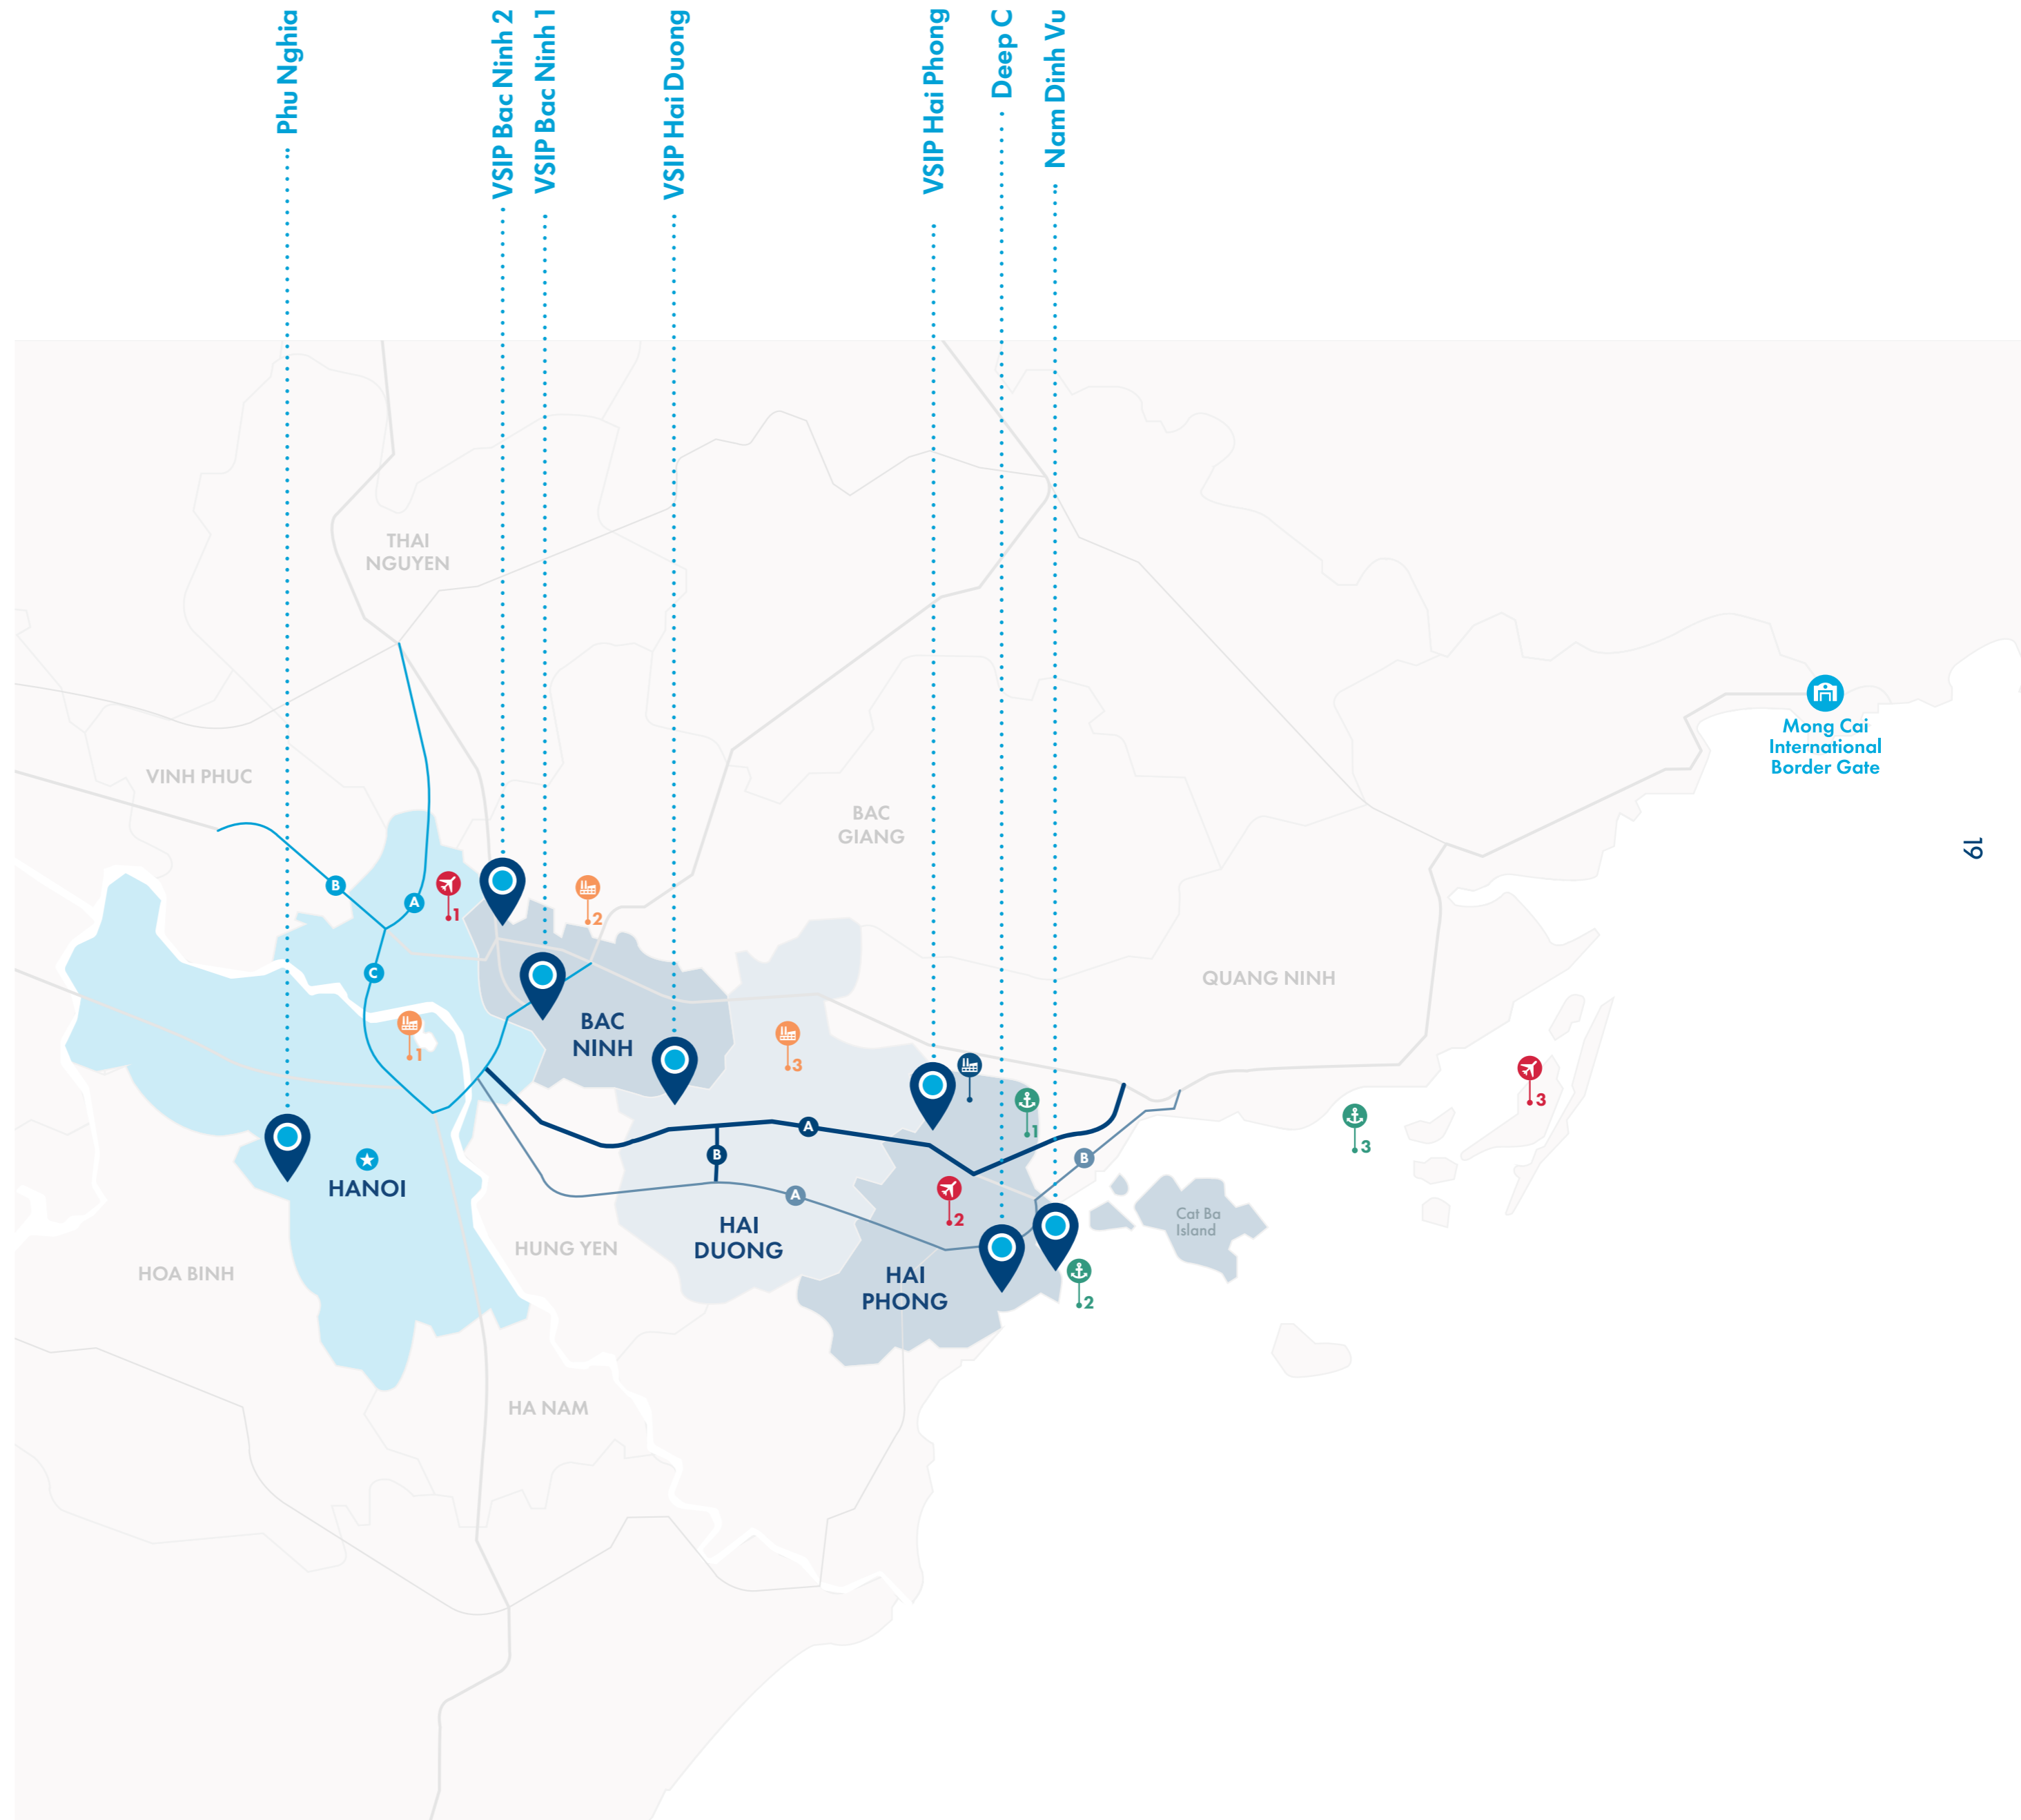 Phu Nghia
VSIP Bac Ninh 2
VSIP Bac Ninh 1
VSIP Hai Duong
VSIP Hai Phong
Deep C
Nam Dinh Vu
THAI
NGUYEN
Mong Cai
International
Border Gate
VINH PHUC
BAC
GIANG
19
B
A
1
2
C
QUANG NINH
BAC
NINH
1
3
1
3
3
A
B
B
HANOI
A
2
Cat Ba
Island
HAI
DUONG
HUNG YEN
HOA BINH
HAI
PHONG
2
HA NAM